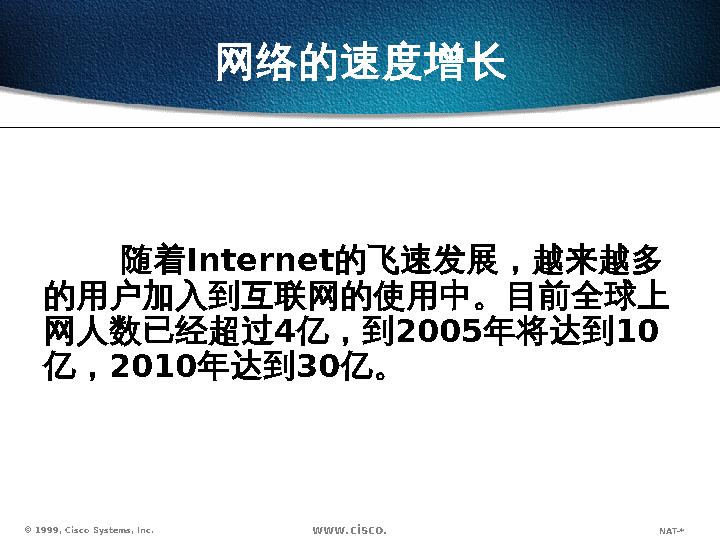 网络的速度增长
随着Internet的飞速发展，越来越多
的用户加入到互联网的使用中。目前全球上
网人数已经超过4亿，到2005年将达到10
亿，2010年达到30亿。
© 1999, Cisco Systems, Inc.
www.cisco.
NAT-*